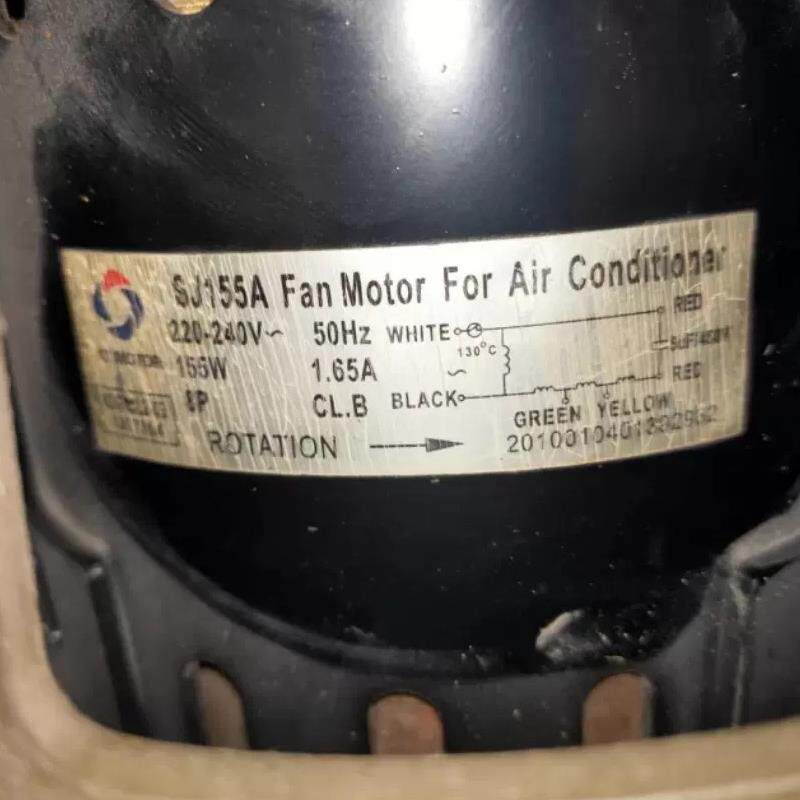 SJ155A Fan Motor For Air Conditioner
220-240V~ 50Hz WHITE RED
130°C
155W 1.65A ~
8P CL.B BLACK RED
GREEN YELLOW
ROTATION